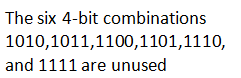 The six 4-bit combinations
1010,1011,1100,1101,1110,
and 1111 are unused